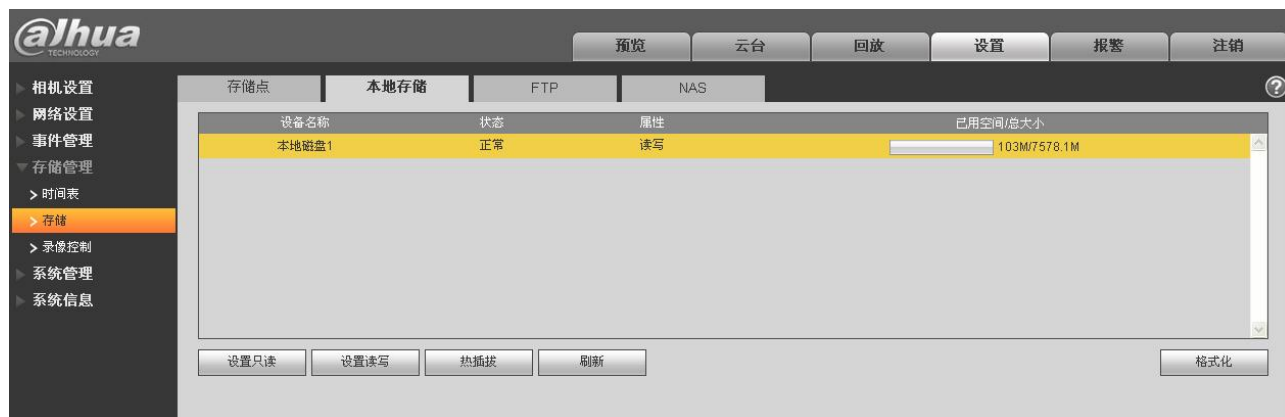 alhua
TECHNOLOGY
预览 云台 回放 设置 报警 注销
相机设置
网络设置
事件管理
存储管理
> 时间表
> 存储
> 录像控制
系统管理
系统信息
存储点 本地存储 FTP NAS
?
设备名称 状态 属性 已用空间/总大小
本地磁盘1 正常 读写 103M/7578.1M
设置只读 设置读写 热插拔 刷新 格式化